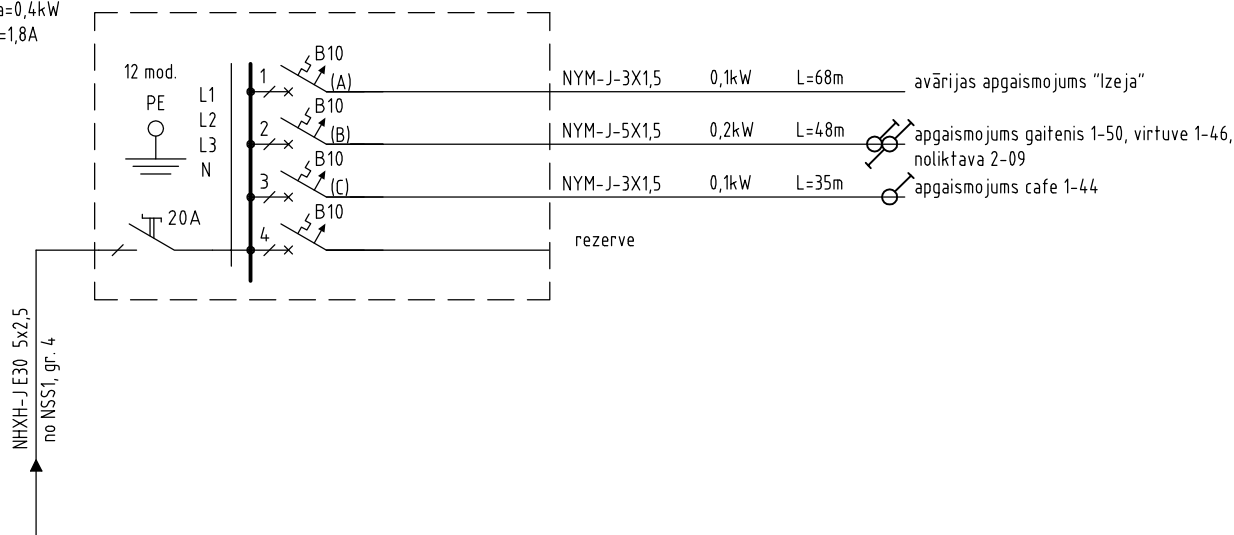 a=0,4kW
=1,8A
12 mod.
PE
L1
L2
L3
N
20A
1
B10
(A)
NYM-J-3X1,5 0,1kW L=68m
avārijas apgaismojums "Izeja"
2
B10
(B)
NYM-J-5X1,5 0,2kW L=48m
apgaismojums gaitenis 1-50, virtuve 1-46,
noliktava 2-09
3
B10
(C)
NYM-J-3X1,5 0,1kW L=35m
apgaismojums cafe 1-44
4
B10
rezerve
NHXH-J E30 5x2,5
no NSS1, gr. 4